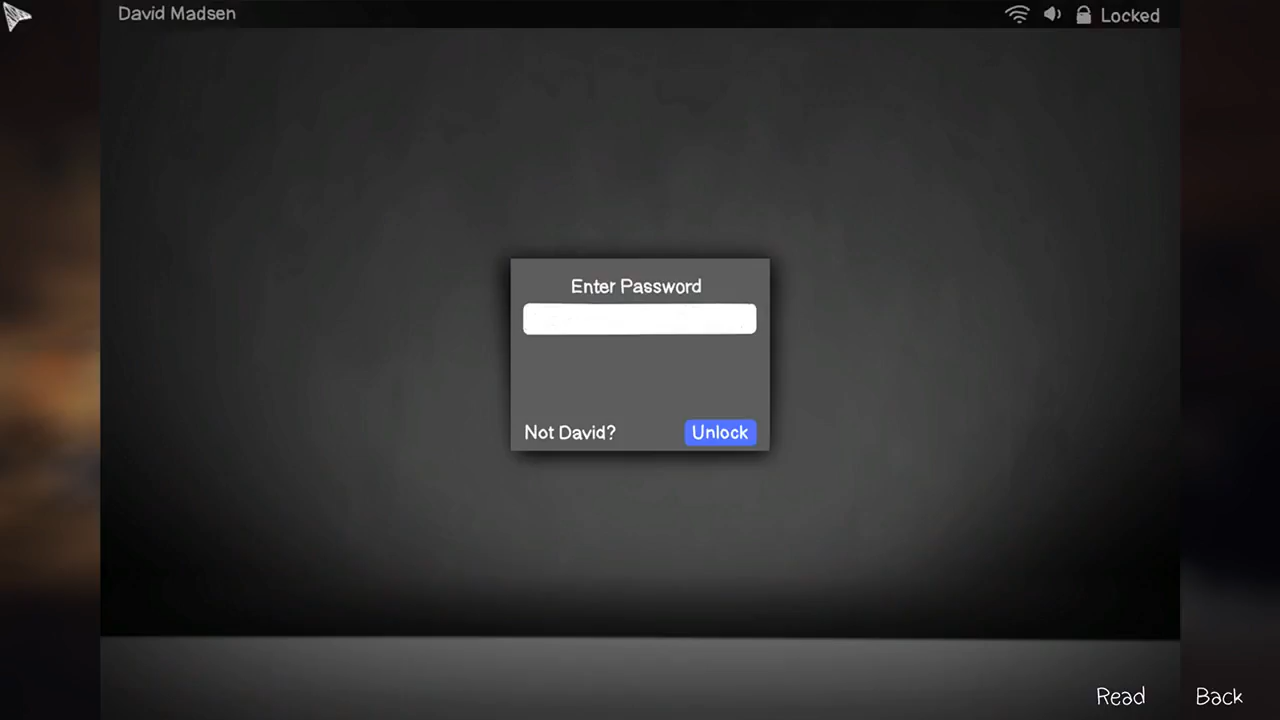 David Madsen
Locked
Enter Password
Not David?
Unlock
Read
Back